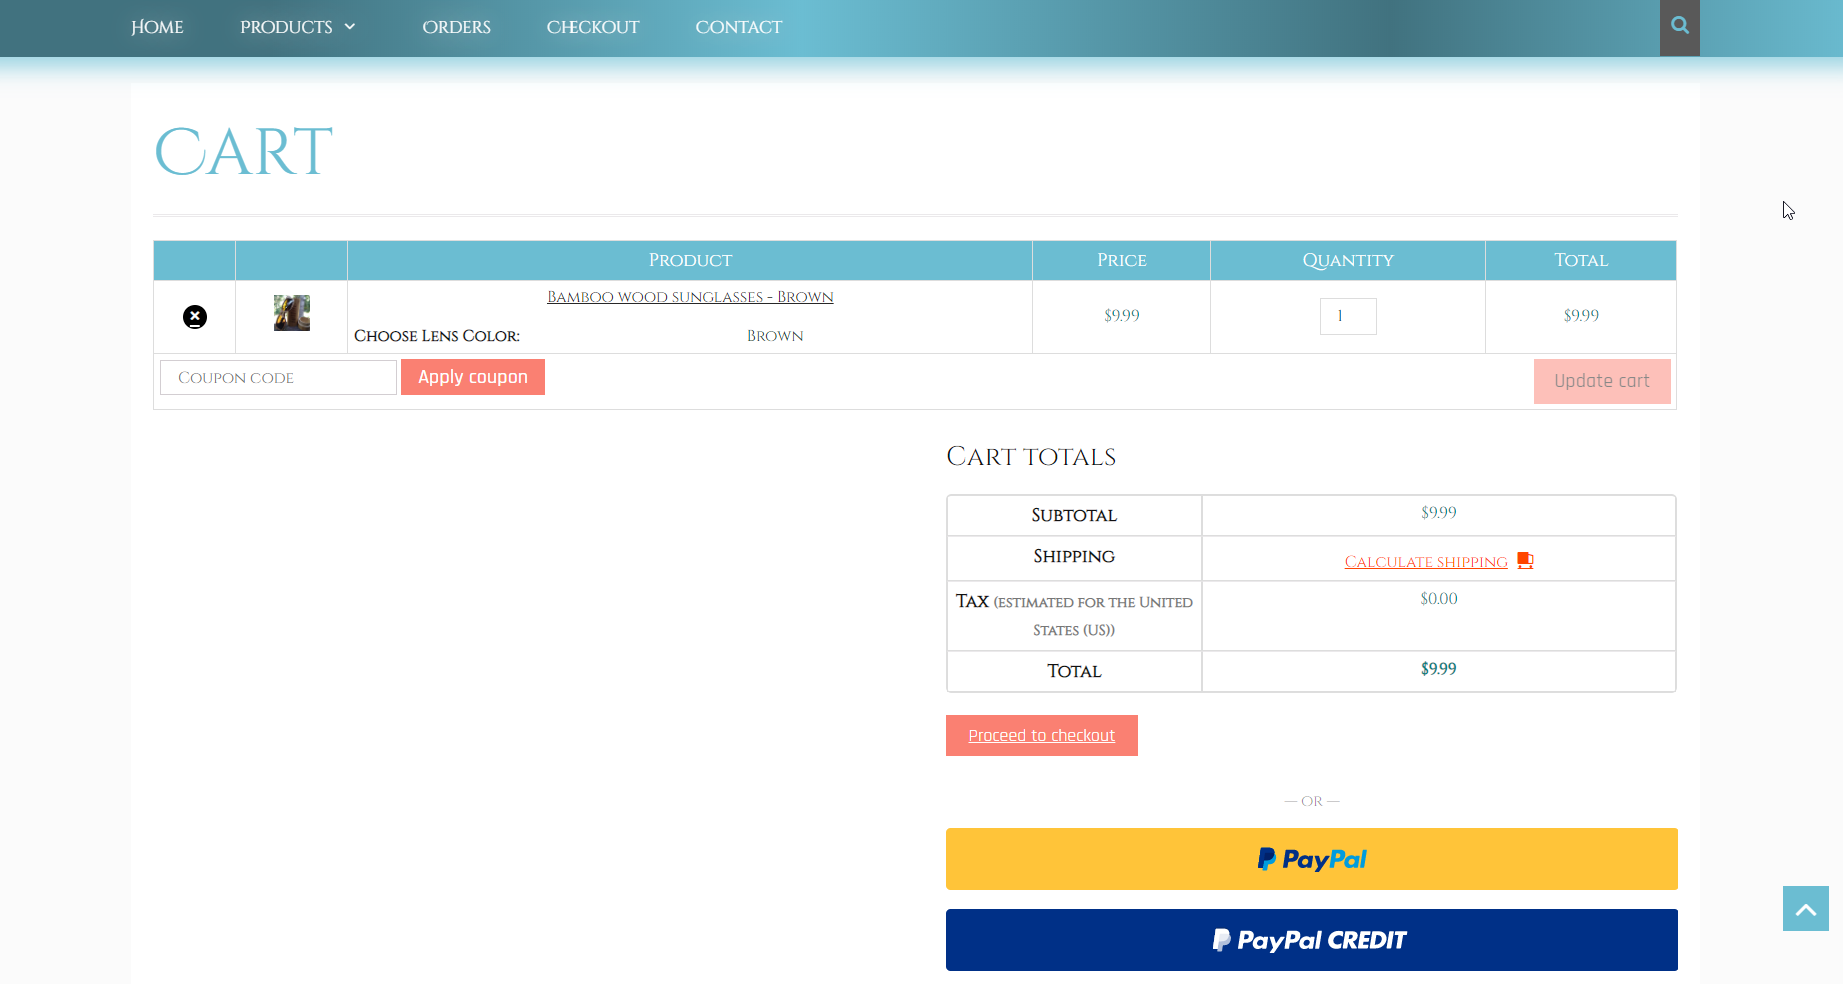 Home Products Orders Checkout Contact
Cart
Product Price Quantity Total
Bamboo wood sunglasses - Brown
$9.99 1 $9.99
Choose Lens Color: Brown
Coupon code Apply coupon Update cart
Cart totals
Subtotal $9.99
Shipping Calculate shipping
Tax (estimated for the United States (US)) $0.00
Total $9.99
Proceed to checkout
— OR —
PayPal
PayPal CREDIT